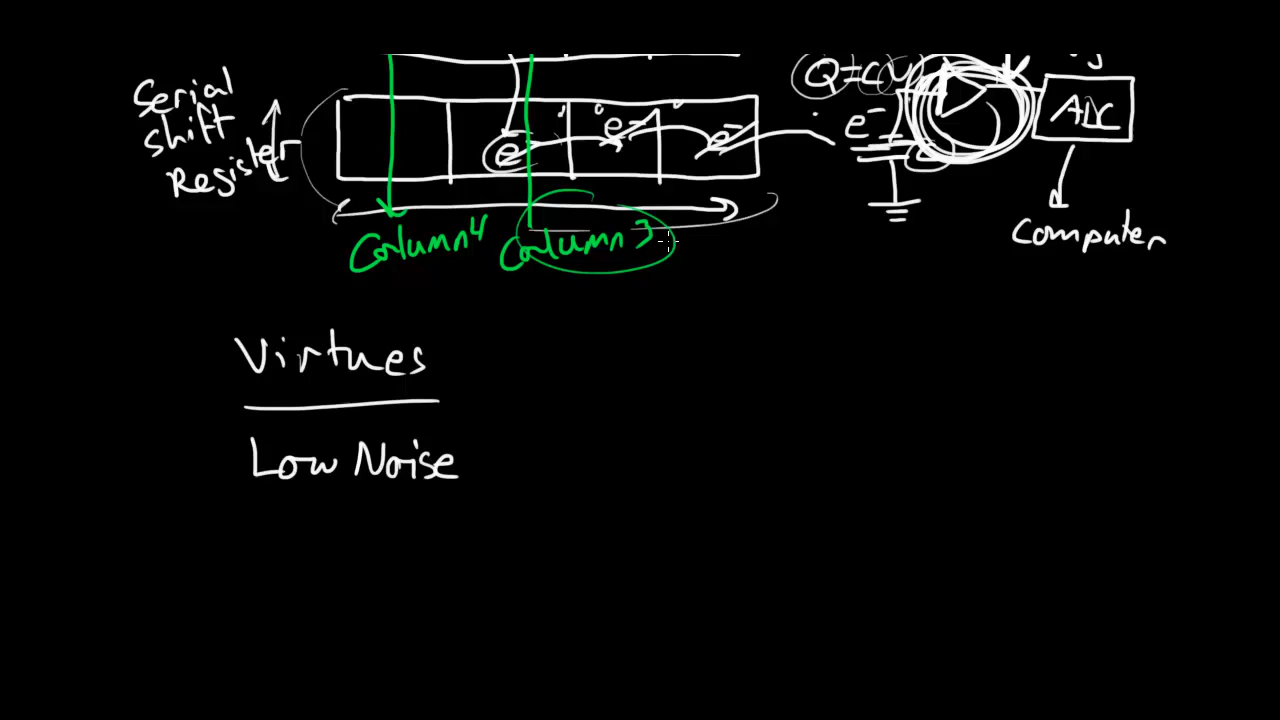 Serial
shift
Register
e
e-
e-
Q=CV
e-
ADC
Computer
Column 4
Column 3
Virtues
Low Noise